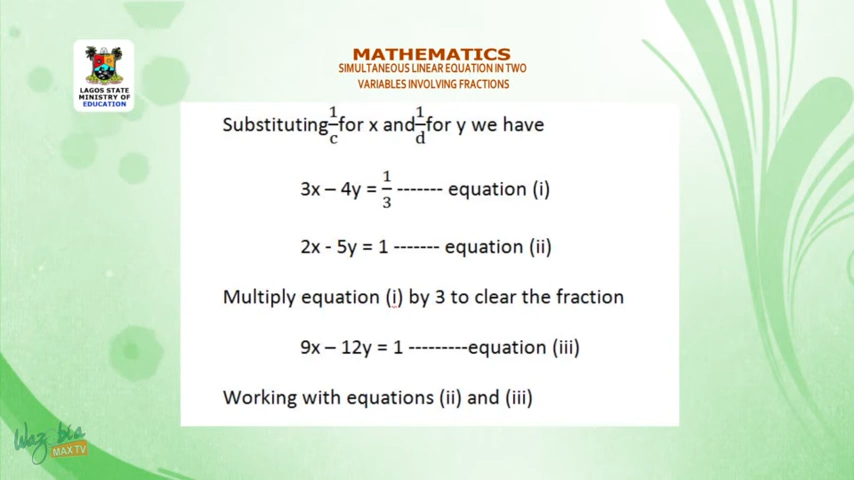 LAGOS STATE
MINISTRY OF
EDUCATION
MATHEMATICS
SIMULTANEOUS LINEAR EQUATION IN TWO
VARIABLES INVOLVING FRACTIONS
Substituting 1/c for x and 1/d for y we have
3x – 4y = 1/3 ------- equation (i)
2x - 5y = 1 ------- equation (ii)
Multiply equation (i) by 3 to clear the fraction
9x – 12y = 1 ---------equation (iii)
Working with equations (ii) and (iii)
Wazobia
MAX TV